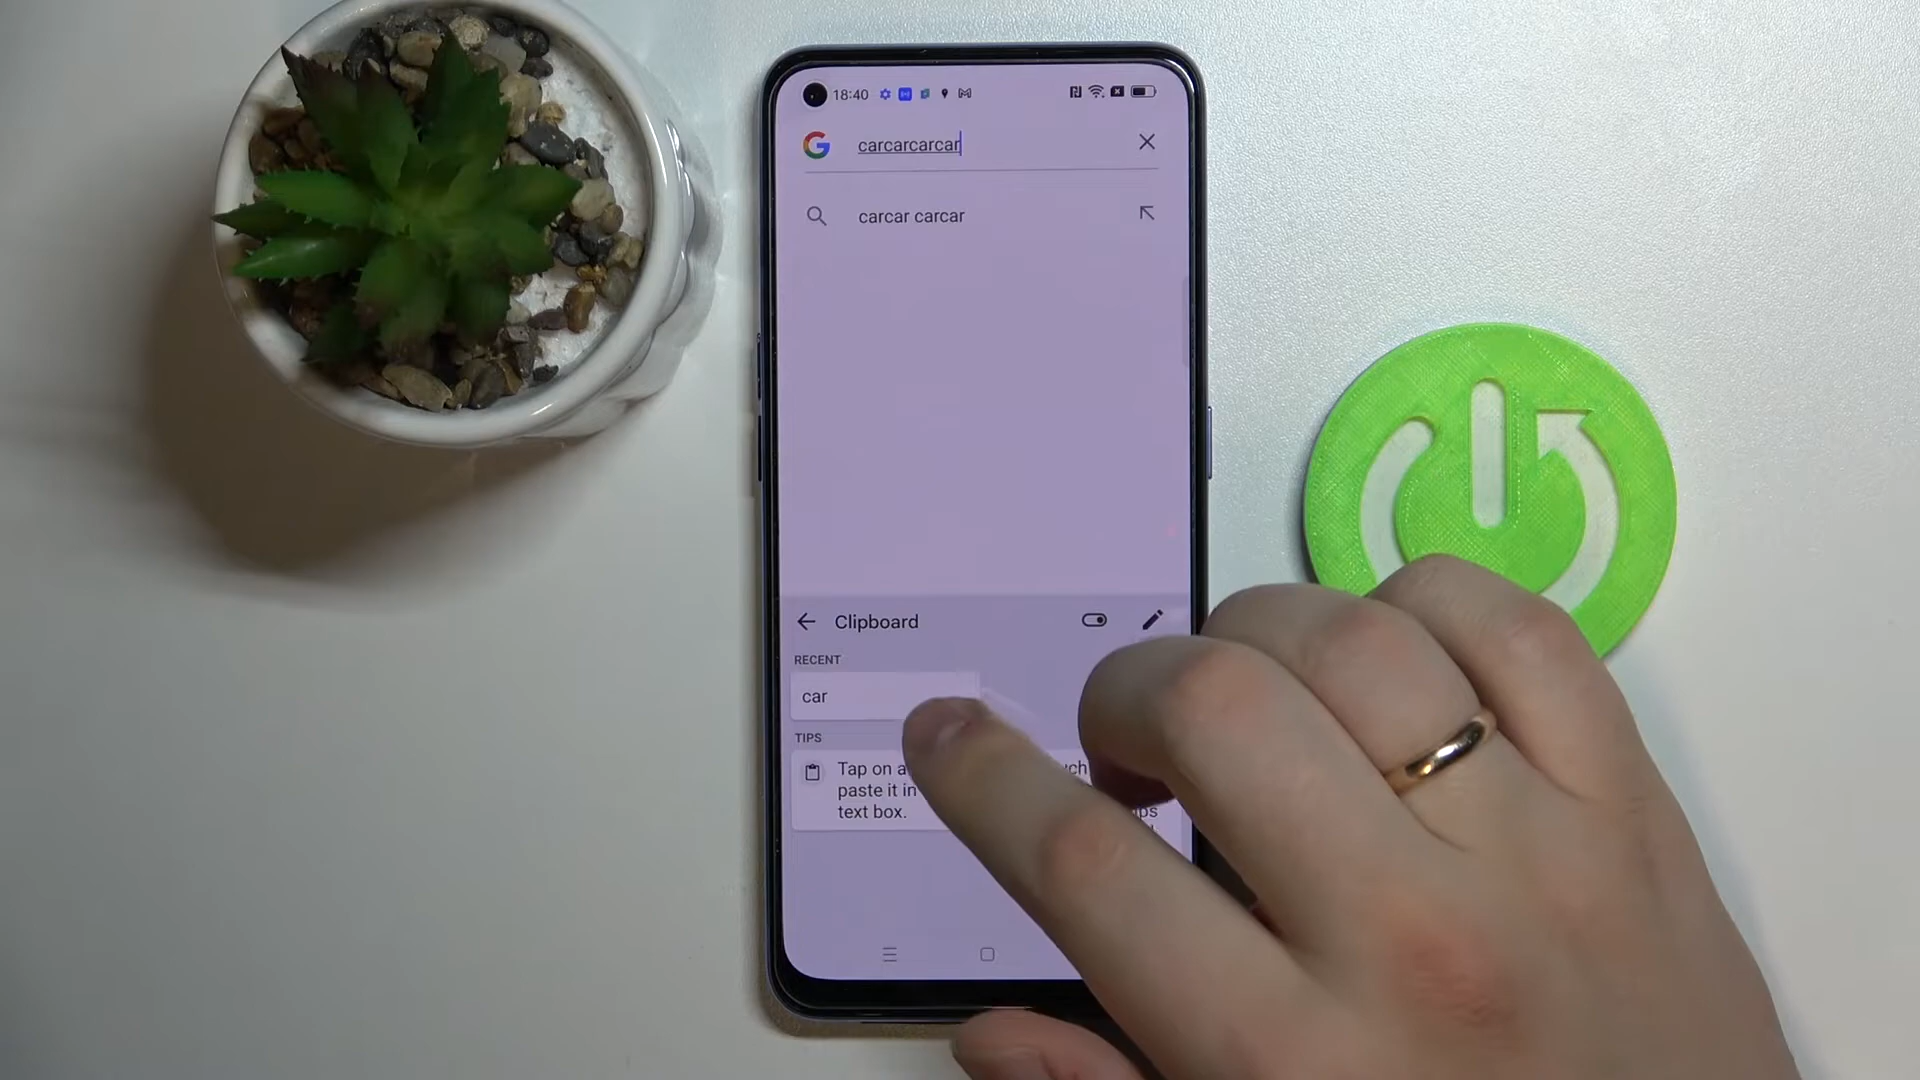 18:40
carcarcarcar
carcar carcar
Clipboard
RECENT
car
TIPS
Tap on a
paste it in
text box.